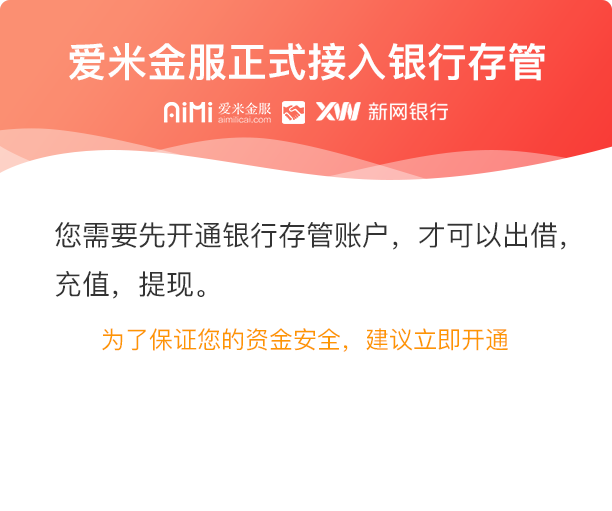 爱米金服正式接入银行存管
AiMi 爱米金服 XW 新网银行
aimilicai.com
您需要先开通银行存管账户，才可以出借，
充值，提现。
为了保证您的资金安全，建议立即开通